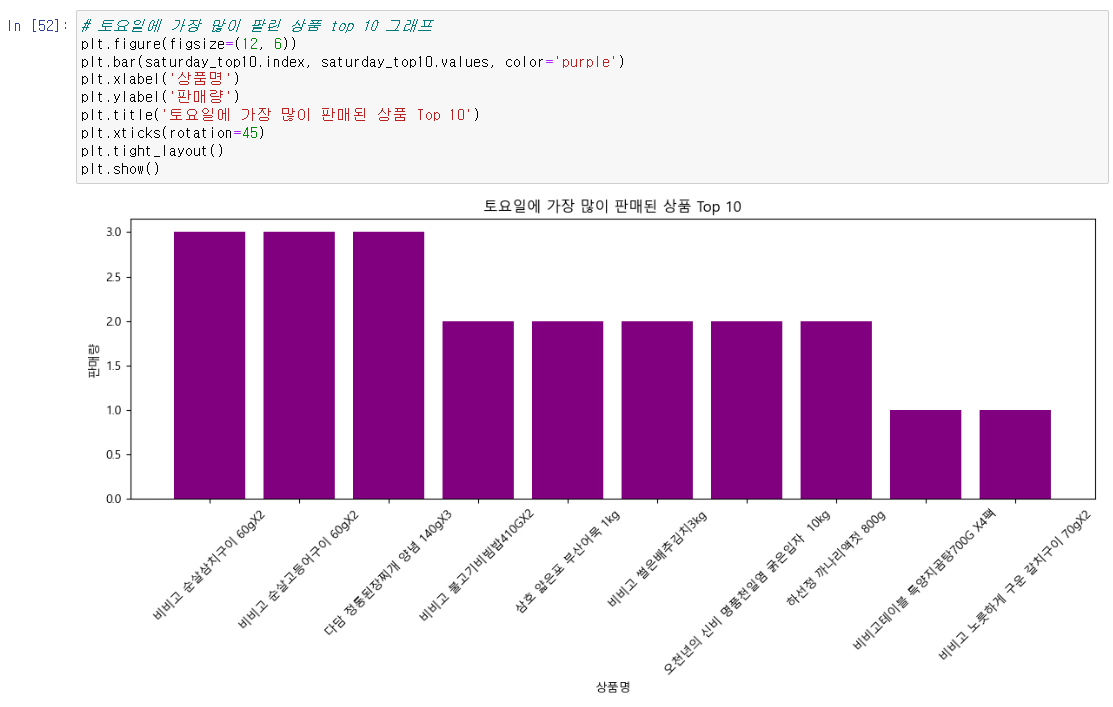 In [52]:
# 토요일에 가장 많이 팔린 상품 top 10 그래프
plt.figure(figsize=(12, 6))
plt.bar(saturday_top10.index, saturday_top10.values, color='purple')
plt.xlabel('상품명')
plt.ylabel('판매량')
plt.title('토요일에 가장 많이 판매된 상품 Top 10')
plt.xticks(rotation=45)
plt.tight_layout()
plt.show()
토요일에 가장 많이 판매된 상품 Top 10
판매량
3.0
2.5
2.0
1.5
1.0
0.5
0.0
비비고 순살삼치구이 60gX2
비비고 순살고등어구이 60gX2
다담 정통된장찌개 양념 140gX3
비비고 불고기비빔밥410GX2
삼호 얇은포 부산어묵 1kg
비비고 썰은배추김치3kg
오천년의 신비 명품천일염 굵은입자 10kg
하선정 까나리액젓 800g
비비고테이블 특양지곰탕700G X4팩
비비고 노릇하게 구운 갈치구이 70gX2
상품명